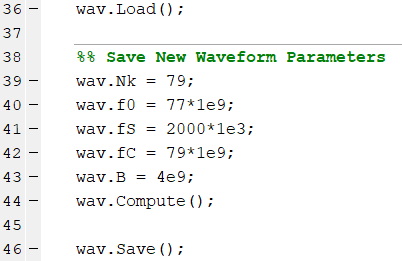 36 - wav.Load();
37
38 %% Save New Waveform Parameters
39 - wav.Nk = 79;
40 - wav.f0 = 77*1e9;
41 - wav.fS = 2000*1e3;
42 - wav.fC = 79*1e9;
43 - wav.B = 4e9;
44 - wav.Compute();
45
46 - wav.Save();